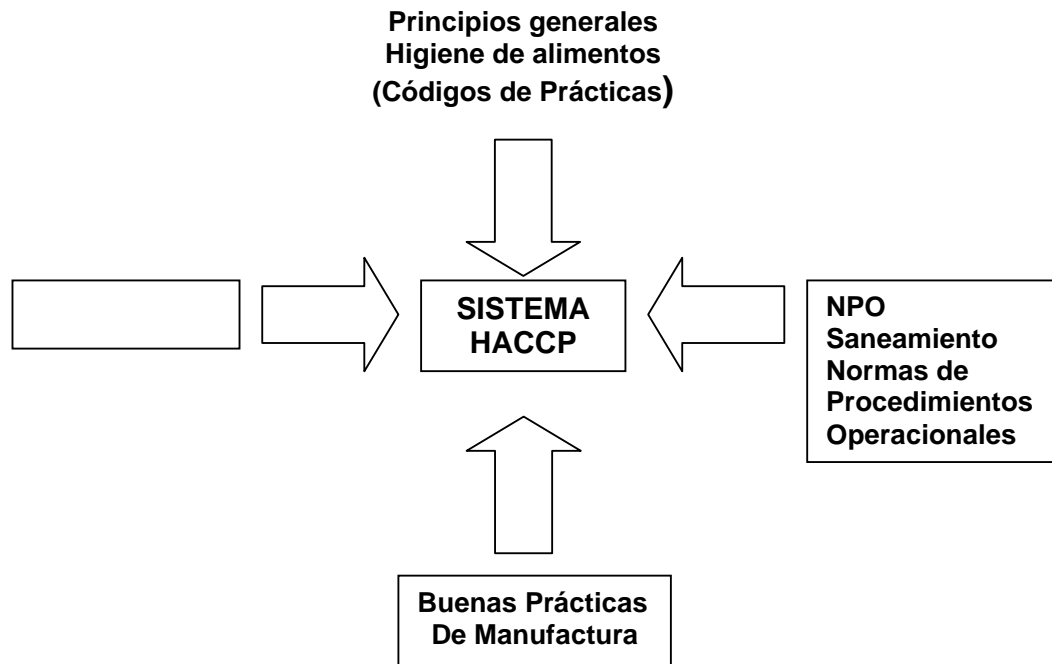 Principios generales
Higiene de alimentos
(Códigos de Prácticas)
SISTEMA
HACCP
NPO
Saneamiento
Normas de
Procedimientos
Operacionales
Buenas Prácticas
De Manufactura